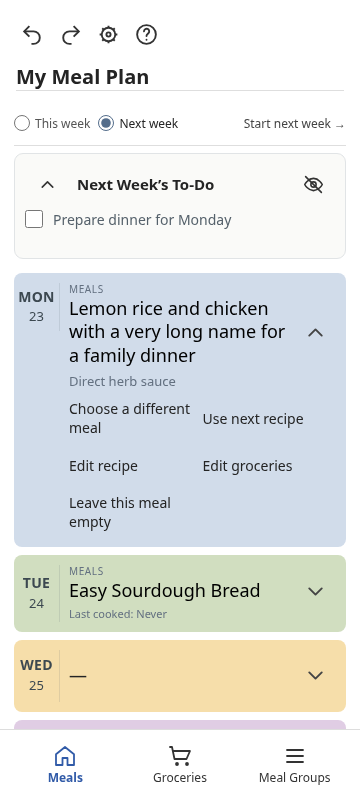 My Meal Plan
This week
Next week
Start next week →
Next Week's To-Do
Prepare dinner for Monday
MON
23
MEALS
Lemon rice and chicken
with a very long name for
a family dinner
Direct herb sauce
Choose a different
meal
Use next recipe
Edit recipe
Edit groceries
Leave this meal
empty
TUE
24
MEALS
Easy Sourdough Bread
Last cooked: Never
WED
25
—
Meals
Groceries
Meal Groups